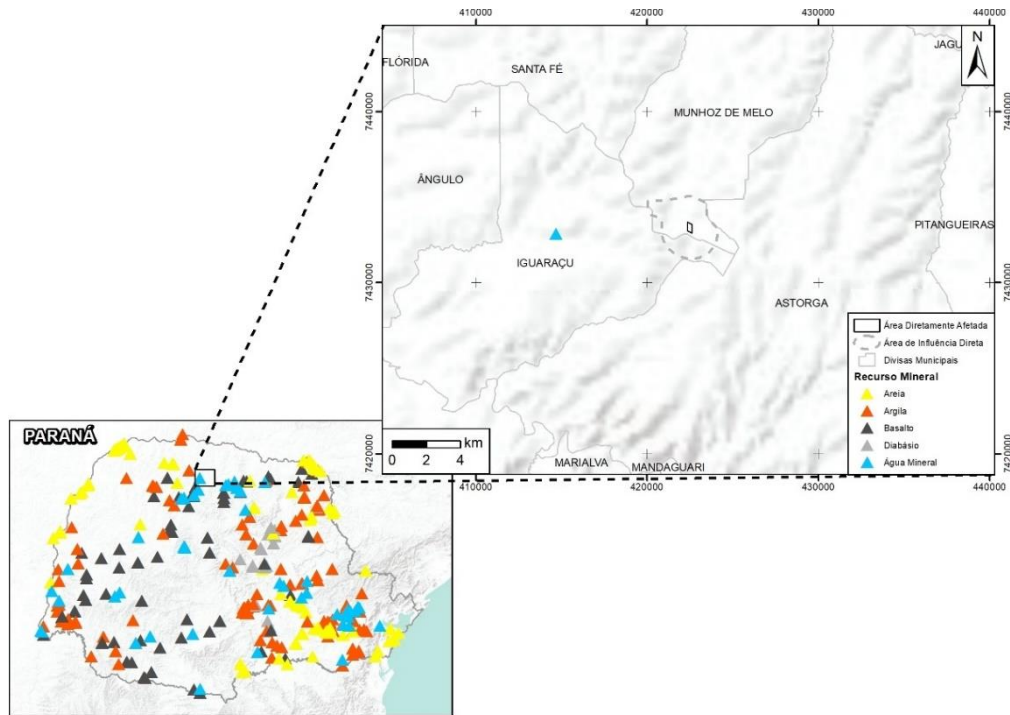 410000
420000
430000
440000
N
JAGU
FLÓRIDA
SANTA FÉ
7440000
MUNHOZ DE MELO
7440000
ÂNGULO
PITANGUEIRAS
IGUARAÇU
7430000
7430000
ASTORGA
Área Diretamente Afetada
Área de Influência Direta
Divisas Municipais
Recurso Mineral
Areia
Argila
Basalto
Diabásio
Água Mineral
km
0 2 4
MARIALVA
MANDAGUARI
7420000
7420000
410000
420000
430000
440000
PARANÁ